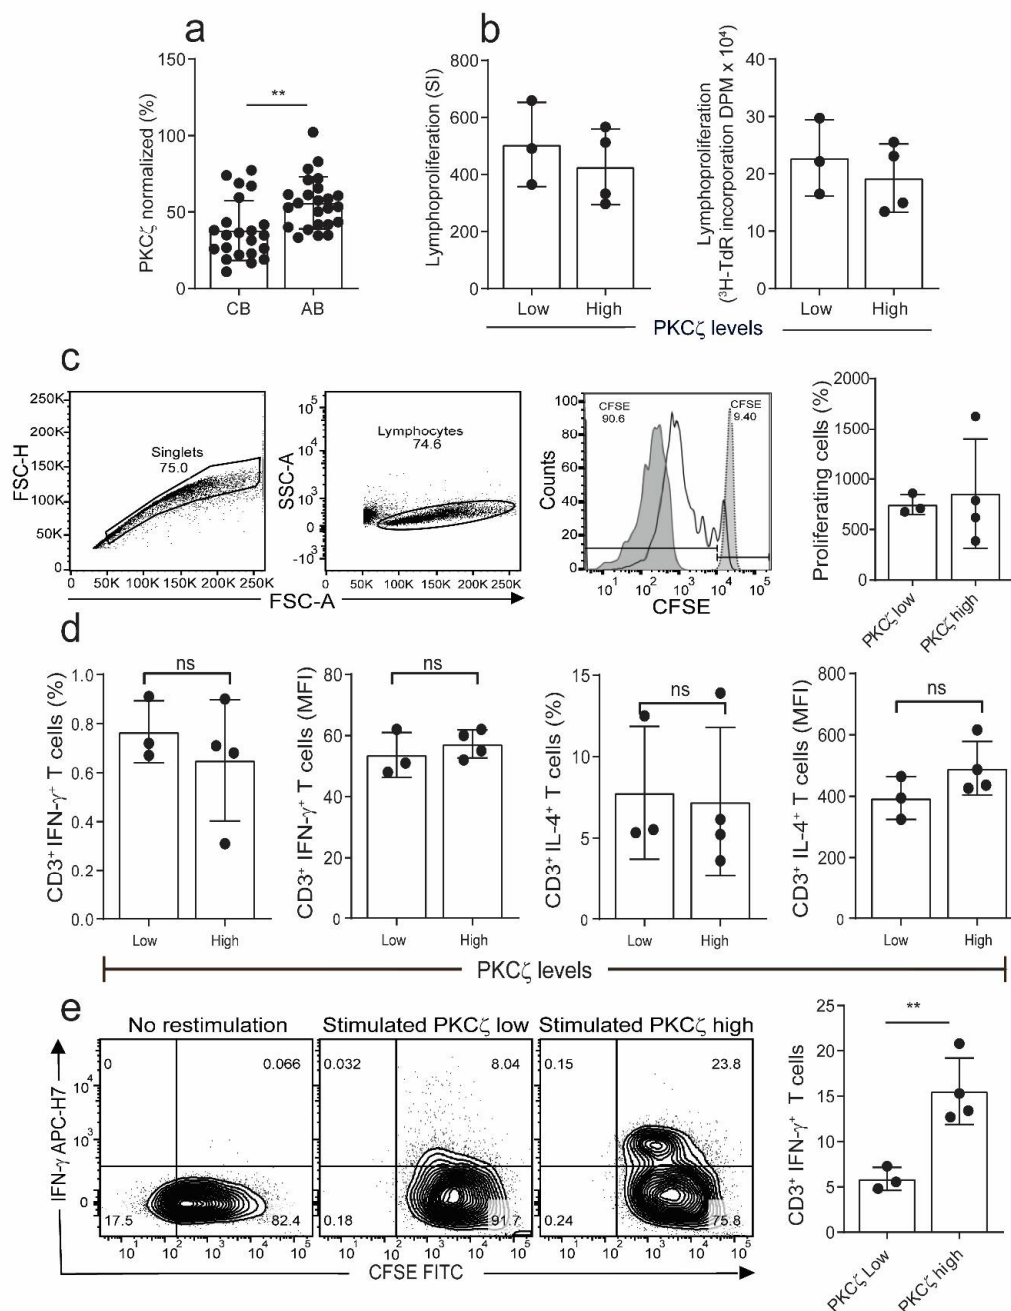 a
PKCζ normalized (%)
150
100
50
0
**
CB
AB
b
Lymphoproliferation (SI)
800
600
400
200
0
Low
High
Lymphoproliferation
(³H-TdR incorporation DPM x 10⁴)
40
30
20
10
0
Low
High
PKCζ levels
c
FSC-H
250K
200K
150K
100K
50K
0
Singlets
75.0
0 50K 100K 150K 200K 250K
SSC-A
10⁵
10⁴
10³
0
-10³
Lymphocytes
74.6
0 50K 100K 150K 200K 250K
FSC-A
Counts
100
80
60
40
20
0
CFSE
90.6
CFSE
9.40
10¹ 10² 10³ 10⁴ 10⁵
CFSE
Proliferating cells (%)
2000
1500
1000
500
0
PKCζ low
PKCζ high
d
CD3⁺ IFN-γ⁺ T cells (%)
1.0
0.8
0.6
0.4
0.2
0.0
ns
Low
High
CD3⁺ IFN-γ⁺ T cells (MFI)
80
60
40
20
0
ns
Low
High
CD3⁺ IL-4⁺ T cells (%)
15
10
5
0
ns
Low
High
CD3⁺ IL-4⁺ T cells (MFI)
800
600
400
200
0
ns
Low
High
PKCζ levels
e
No restimulation
Stimulated PKCζ low
Stimulated PKCζ high
IFN-γ APC-H7
10⁴
10³
0
0
0.066
17.5
82.4
0.032
8.04
0.18
91.7
0.15
23.8
0.24
75.8
10¹ 10² 10³ 10⁴ 10⁵
10¹ 10² 10³ 10⁴ 10⁵
10¹ 10² 10³ 10⁴ 10⁵
CFSE FITC
CD3⁺ IFN-γ⁺ T cells
25
20
15
10
5
0
**
PKCζ Low
PKCζ high